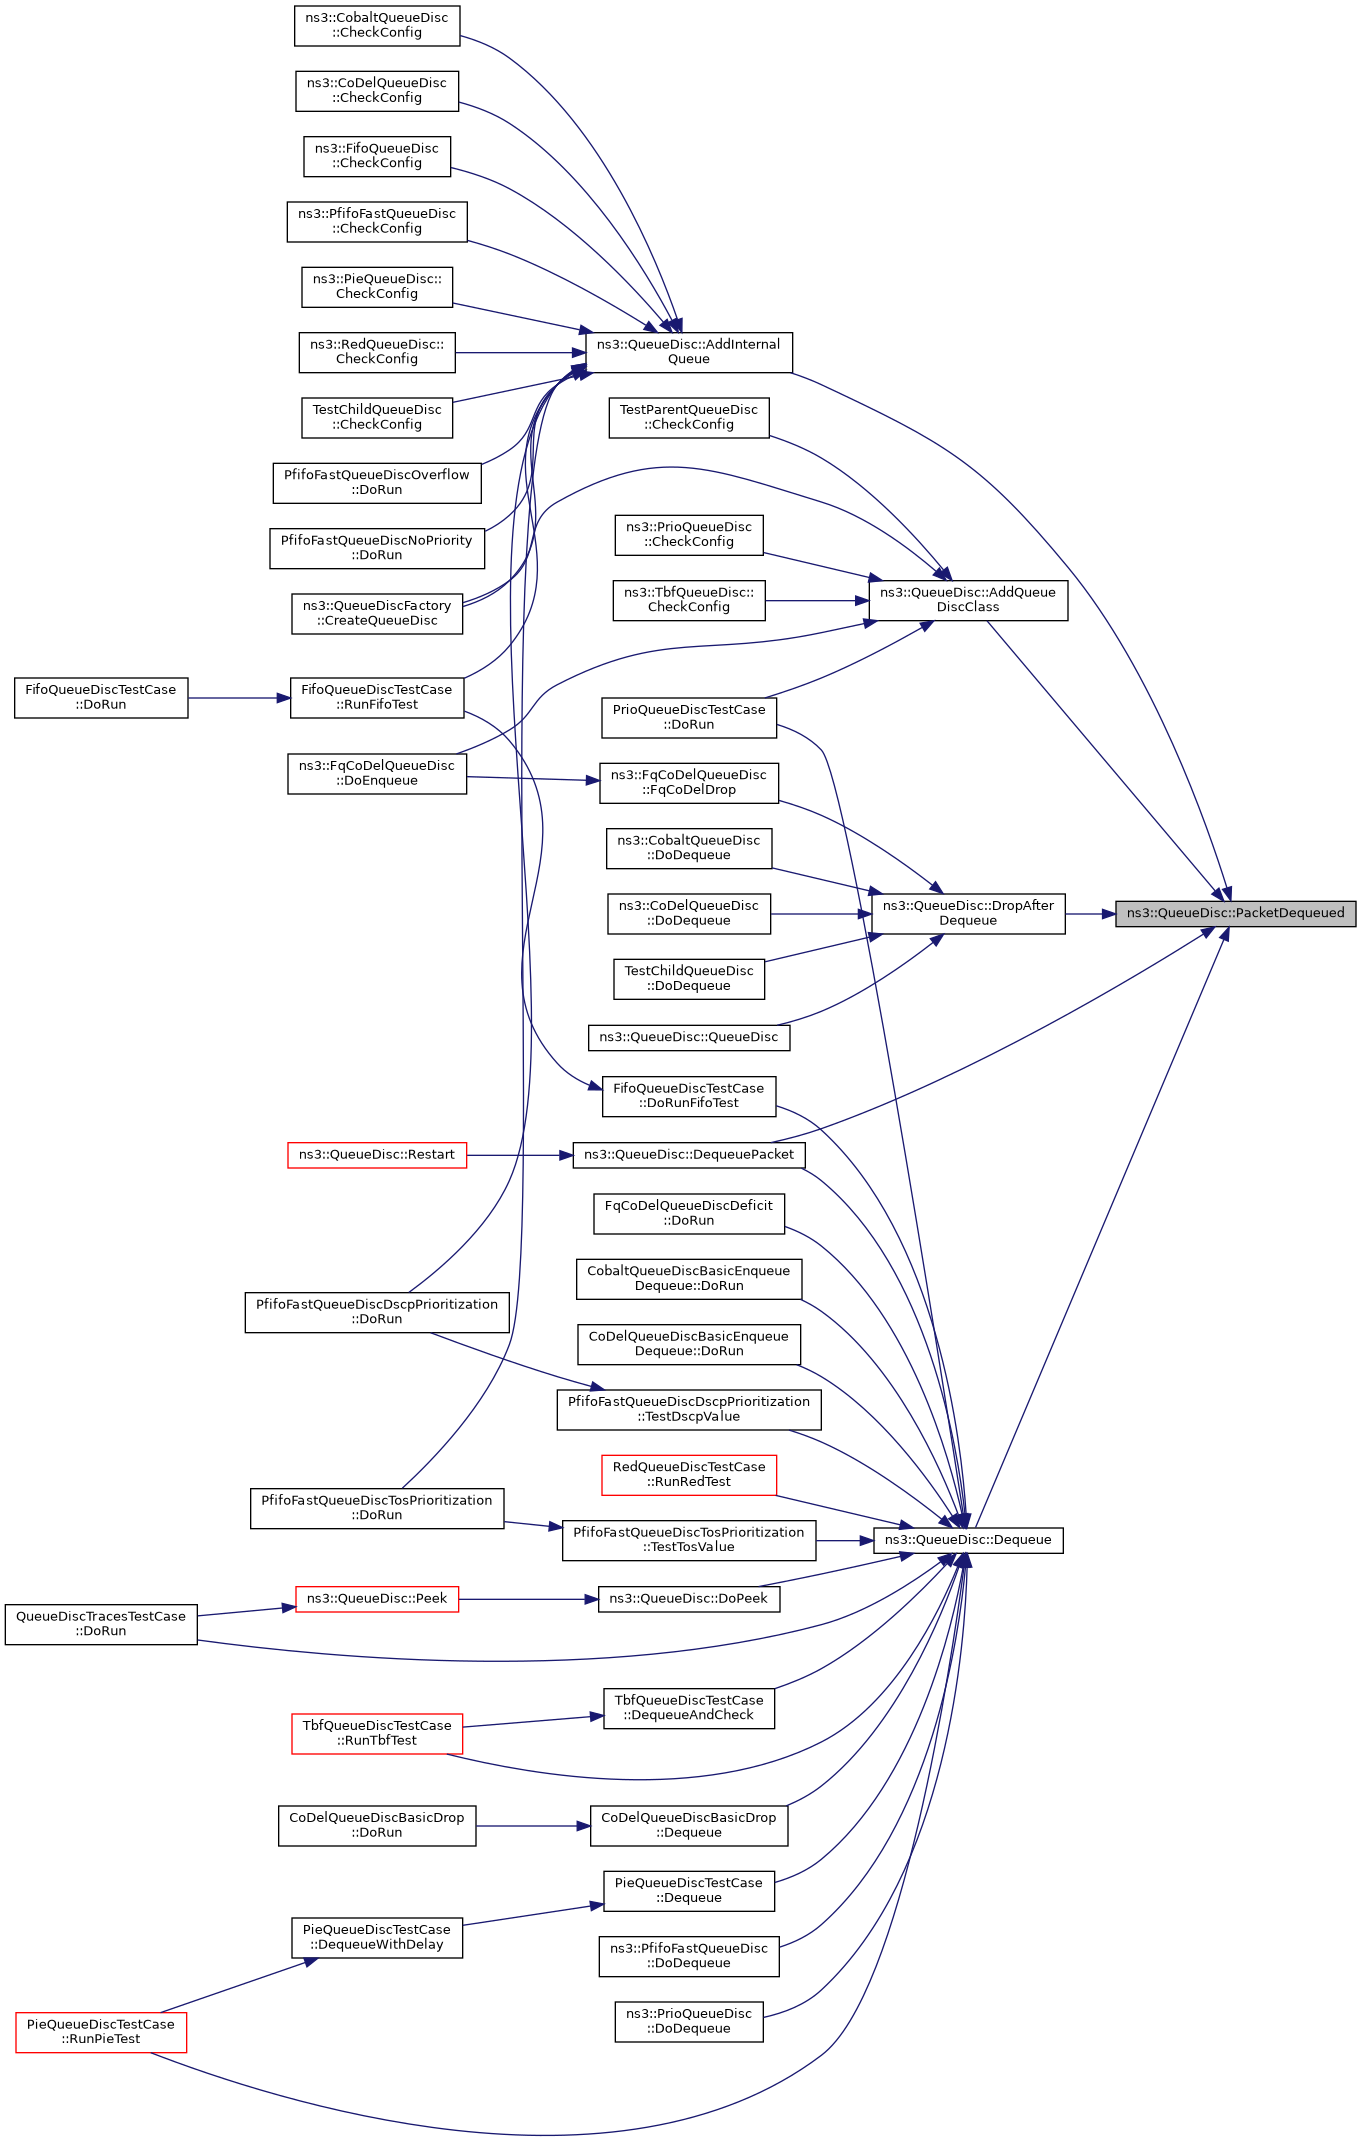 ns3::CobaltQueueDisc
::CheckConfig
ns3::CoDelQueueDisc
::CheckConfig
ns3::FifoQueueDisc
::CheckConfig
ns3::PfifoFastQueueDisc
::CheckConfig
ns3::PieQueueDisc::
CheckConfig
ns3::RedQueueDisc::
CheckConfig
ns3::QueueDisc::AddInternal
Queue
TestChildQueueDisc
::CheckConfig
TestParentQueueDisc
::CheckConfig
PfifoFastQueueDiscOverflow
::DoRun
PfifoFastQueueDiscNoPriority
::DoRun
ns3::PrioQueueDisc
::CheckConfig
ns3::QueueDiscFactory
::CreateQueueDisc
ns3::TbfQueueDisc::
CheckConfig
ns3::QueueDisc::AddQueue
DiscClass
FifoQueueDiscTestCase
::DoRun
FifoQueueDiscTestCase
::RunFifoTest
PrioQueueDiscTestCase
::DoRun
ns3::FqCoDelQueueDisc
::DoEnqueue
ns3::FqCoDelQueueDisc
::FqCoDelDrop
ns3::CobaltQueueDisc
::DoDequeue
ns3::CoDelQueueDisc
::DoDequeue
ns3::QueueDisc::DropAfter
Dequeue
ns3::QueueDisc::PacketDequeued
TestChildQueueDisc
::DoDequeue
ns3::QueueDisc::QueueDisc
FifoQueueDiscTestCase
::DoRunFifoTest
ns3::QueueDisc::Restart
ns3::QueueDisc::DequeuePacket
FqCoDelQueueDiscDeficit
::DoRun
CobaltQueueDiscBasicEnqueue
Dequeue::DoRun
PfifoFastQueueDiscDscpPrioritization
::DoRun
CoDelQueueDiscBasicEnqueue
Dequeue::DoRun
PfifoFastQueueDiscDscpPrioritization
::TestDscpValue
RedQueueDiscTestCase
::RunRedTest
PfifoFastQueueDiscTosPrioritization
::DoRun
PfifoFastQueueDiscTosPrioritization
::TestTosValue
ns3::QueueDisc::Dequeue
QueueDiscTracesTestCase
::DoRun
ns3::QueueDisc::Peek
ns3::QueueDisc::DoPeek
TbfQueueDiscTestCase
::DequeueAndCheck
TbfQueueDiscTestCase
::RunTbfTest
CoDelQueueDiscBasicDrop
::DoRun
CoDelQueueDiscBasicDrop
::Dequeue
PieQueueDiscTestCase
::Dequeue
PieQueueDiscTestCase
::DequeueWithDelay
ns3::PfifoFastQueueDisc
::DoDequeue
PieQueueDiscTestCase
::RunPieTest
ns3::PrioQueueDisc
::DoDequeue